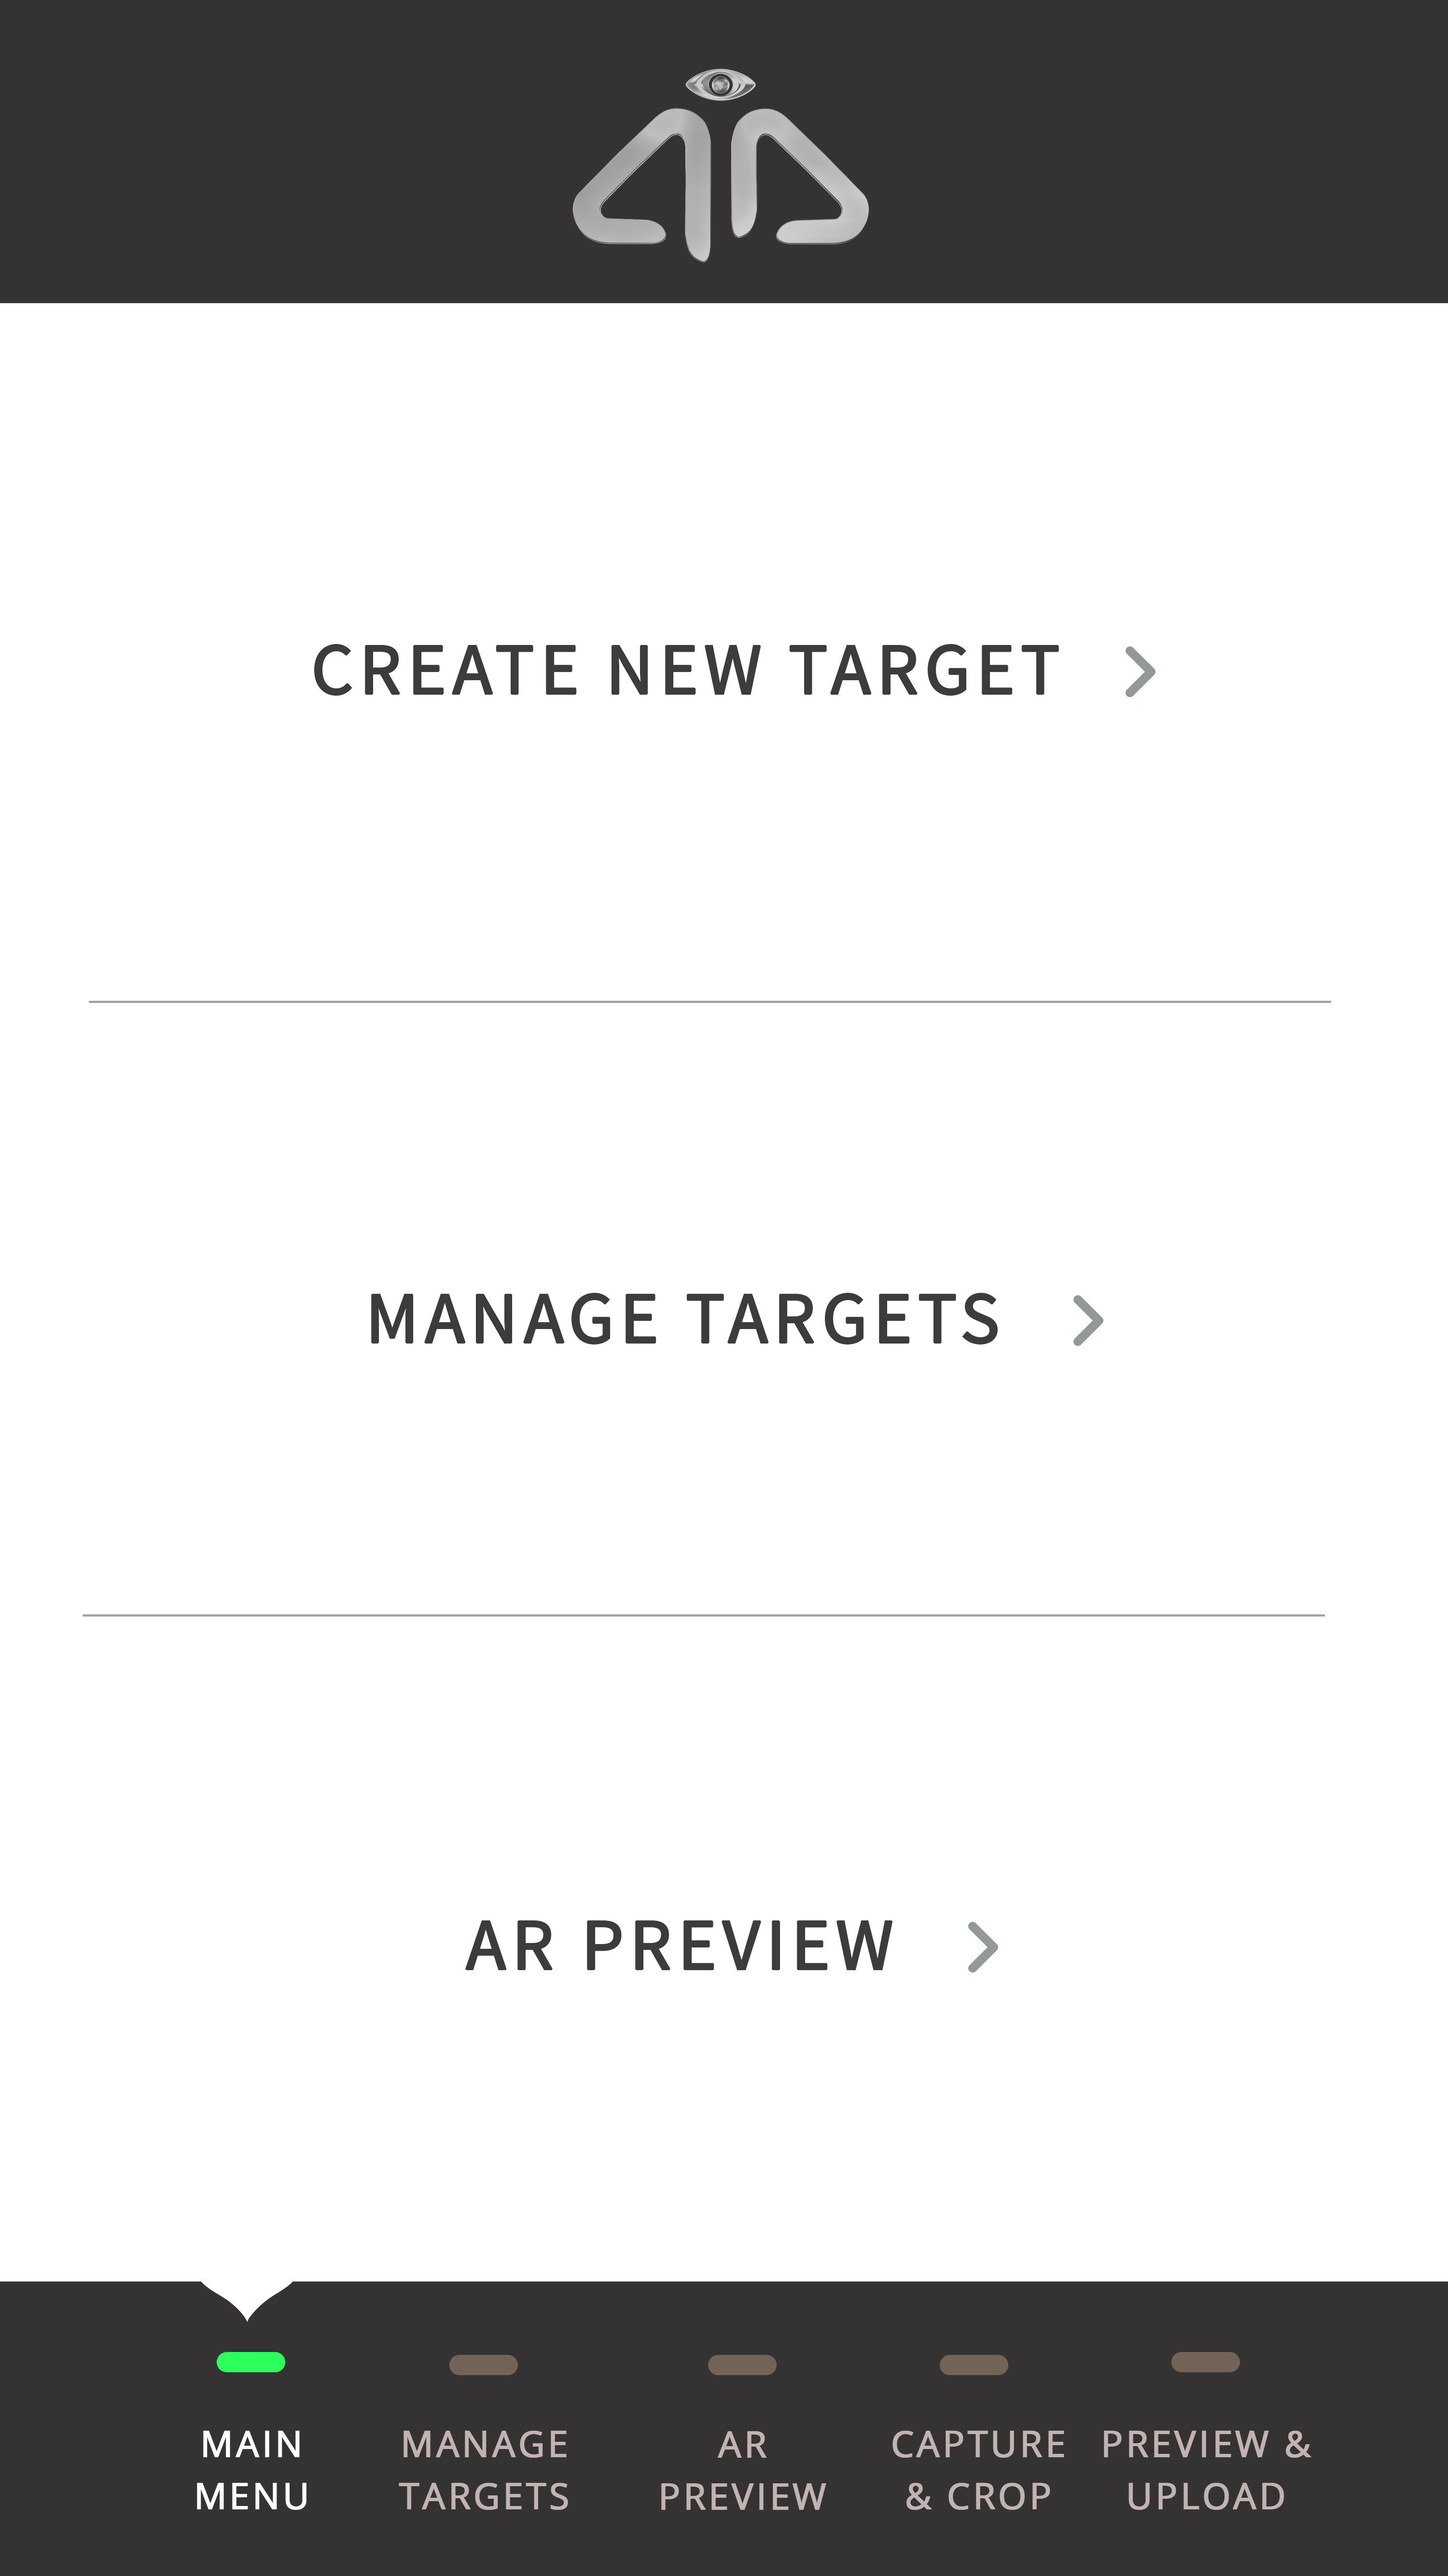 CREATE NEW TARGET
MANAGE TARGETS
AR PREVIEW
MAIN
MENU
MANAGE
TARGETS
AR
PREVIEW
CAPTURE
& CROP
PREVIEW &
UPLOAD